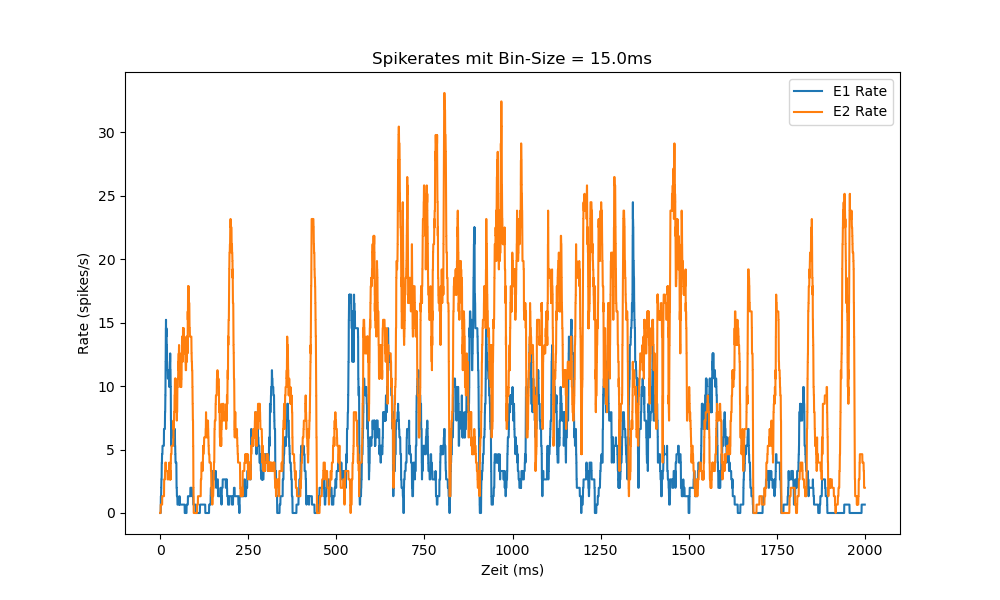 Spikerates mit Bin-Size = 15.0ms
E1 Rate
E2 Rate
Rate (spikes/s)
30
25
20
15
10
5
0
0 250 500 750 1000 1250 1500 1750 2000
Zeit (ms)